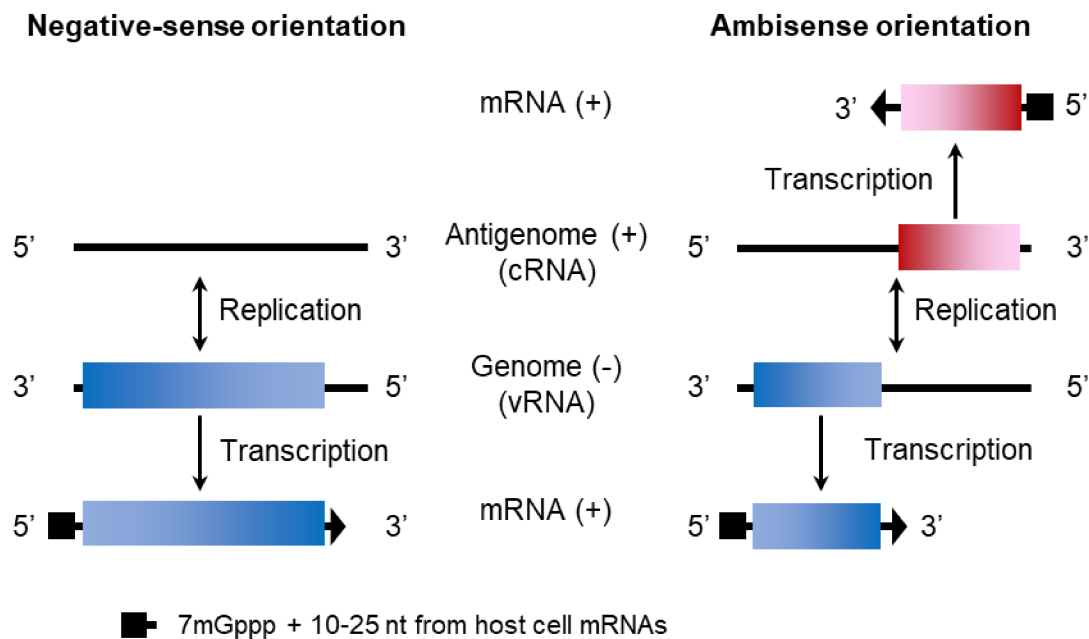 Negative-sense orientation
Ambisense orientation
mRNA (+)
3’
5’
Transcription
5’
3’
Antigenome (+)
(cRNA)
5’
3’
Replication
Replication
3’
5’
Genome (-)
(vRNA)
3’
5’
Transcription
Transcription
5’
3’
mRNA (+)
5’
3’
7mGppp + 10-25 nt from host cell mRNAs